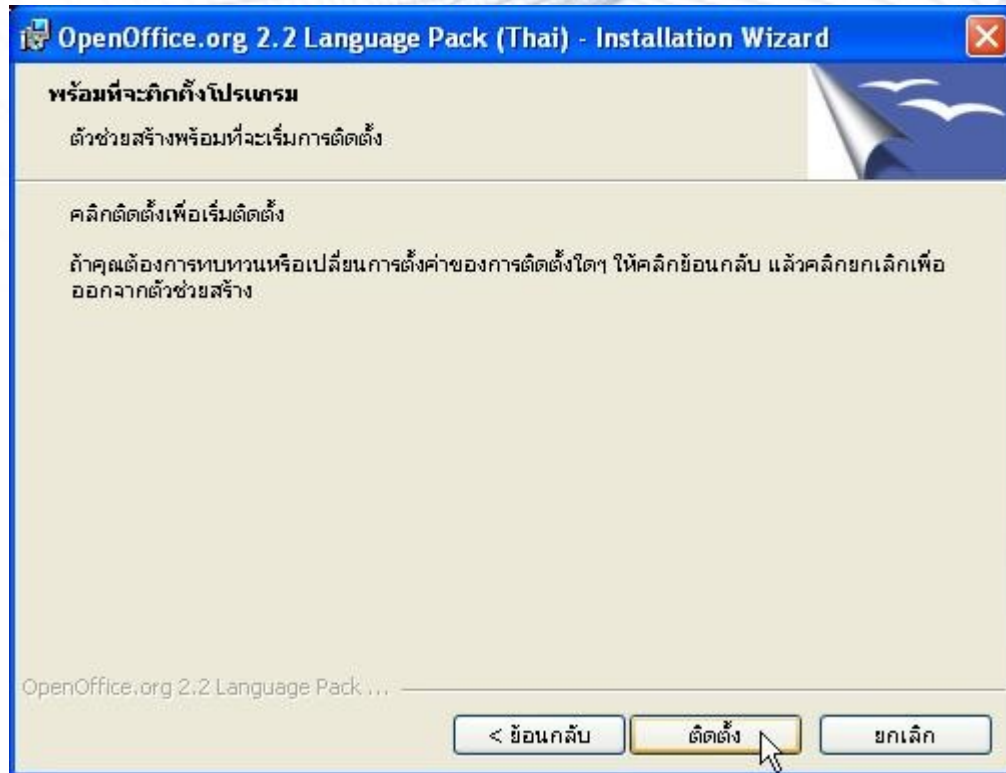 OpenOffice.org 2.2 Language Pack (Thai) - Installation Wizard
พร้อมที่จะติดตั้งโปรแกรม
ตัวช่วยสร้างพร้อมที่จะเริ่มการติดตั้ง
คลิกติดตั้งเพื่อเริ่มติดตั้ง
ถ้าคุณต้องการทบทวนหรือเปลี่ยนการตั้งค่าของการติดตั้งใดๆ ให้คลิกย้อนกลับ แล้วคลิกยกเลิกเพื่อ
ออกจากตัวช่วยสร้าง
OpenOffice.org 2.2 Language Pack ...
< ย้อนกลับ ติดตั้ง ยกเลิก